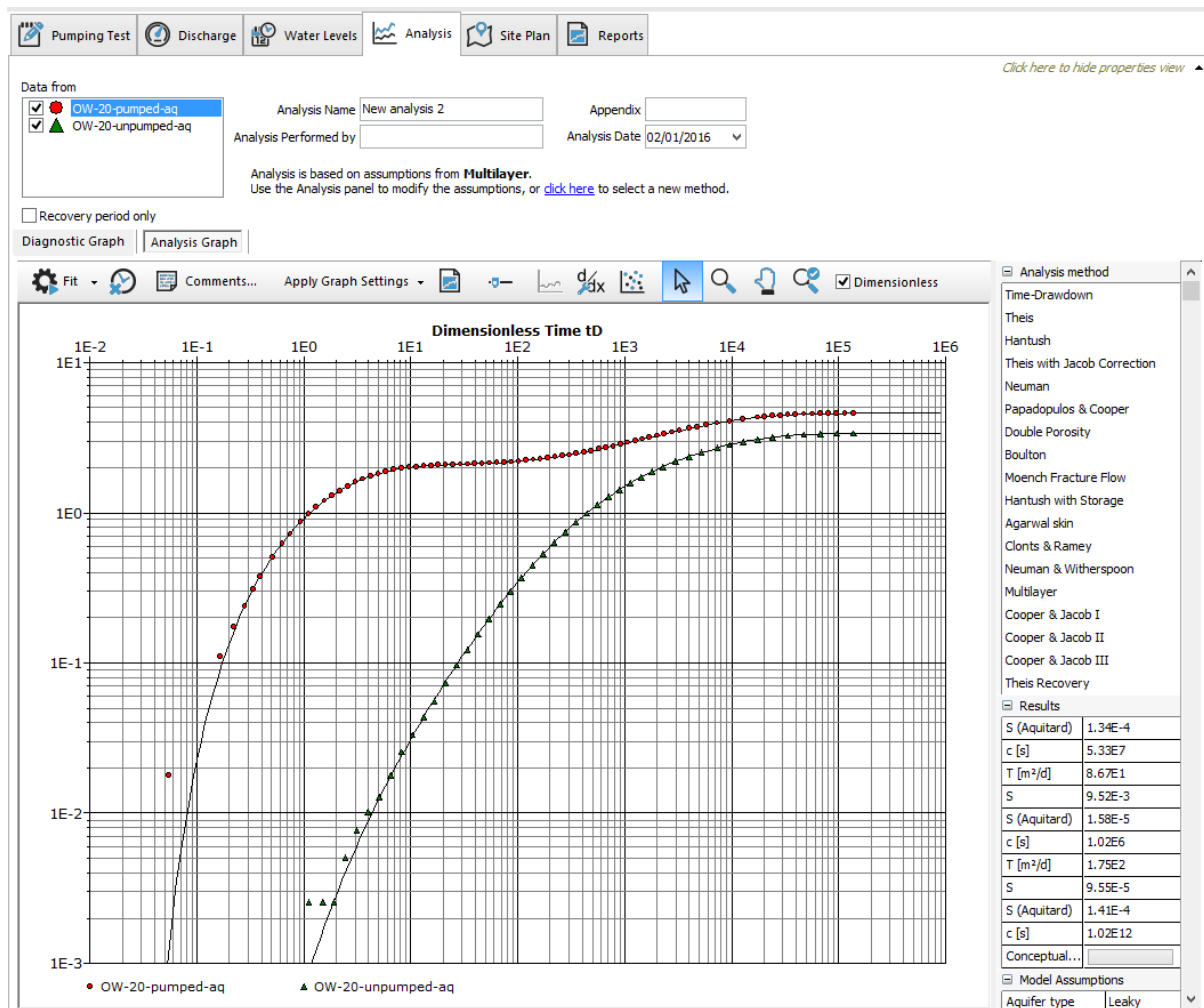 Pumping Test Discharge Water Levels Analysis Site Plan Reports
Click here to hide properties view
Data from
OW-20-pumped-aq
OW-20-unpumped-aq
Analysis Name New analysis 2 Appendix
Analysis Performed by Analysis Date 02/01/2016
Analysis is based on assumptions from Multilayer.
Use the Analysis panel to modify the assumptions, or click here to select a new method.
Recovery period only
Diagnostic Graph Analysis Graph
Fit Comments... Apply Graph Settings d/dx Dimensionless
Dimensionless Time tD
1E-2 1E-1 1E0 1E1 1E2 1E3 1E4 1E5 1E6
1E1
1E0
1E-1
1E-2
1E-3
OW-20-pumped-aq OW-20-unpumped-aq
Analysis method
Time-Drawdown
Theis
Hantush
Theis with Jacob Correction
Neuman
Papadopulos & Cooper
Double Porosity
Boulton
Moench Fracture Flow
Hantush with Storage
Agarwal skin
Clonts & Ramey
Neuman & Witherspoon
Multilayer
Cooper & Jacob I
Cooper & Jacob II
Cooper & Jacob III
Theis Recovery
Results
S (Aquitard) 1.34E-4
c [s] 5.33E7
T [m²/d] 8.67E1
S 9.52E-3
S (Aquitard) 1.58E-5
c [s] 1.02E6
T [m²/d] 1.75E2
S 9.55E-5
S (Aquitard) 1.41E-4
c [s] 1.02E12
Conceptual...
Model Assumptions
Aquifer type Leaky